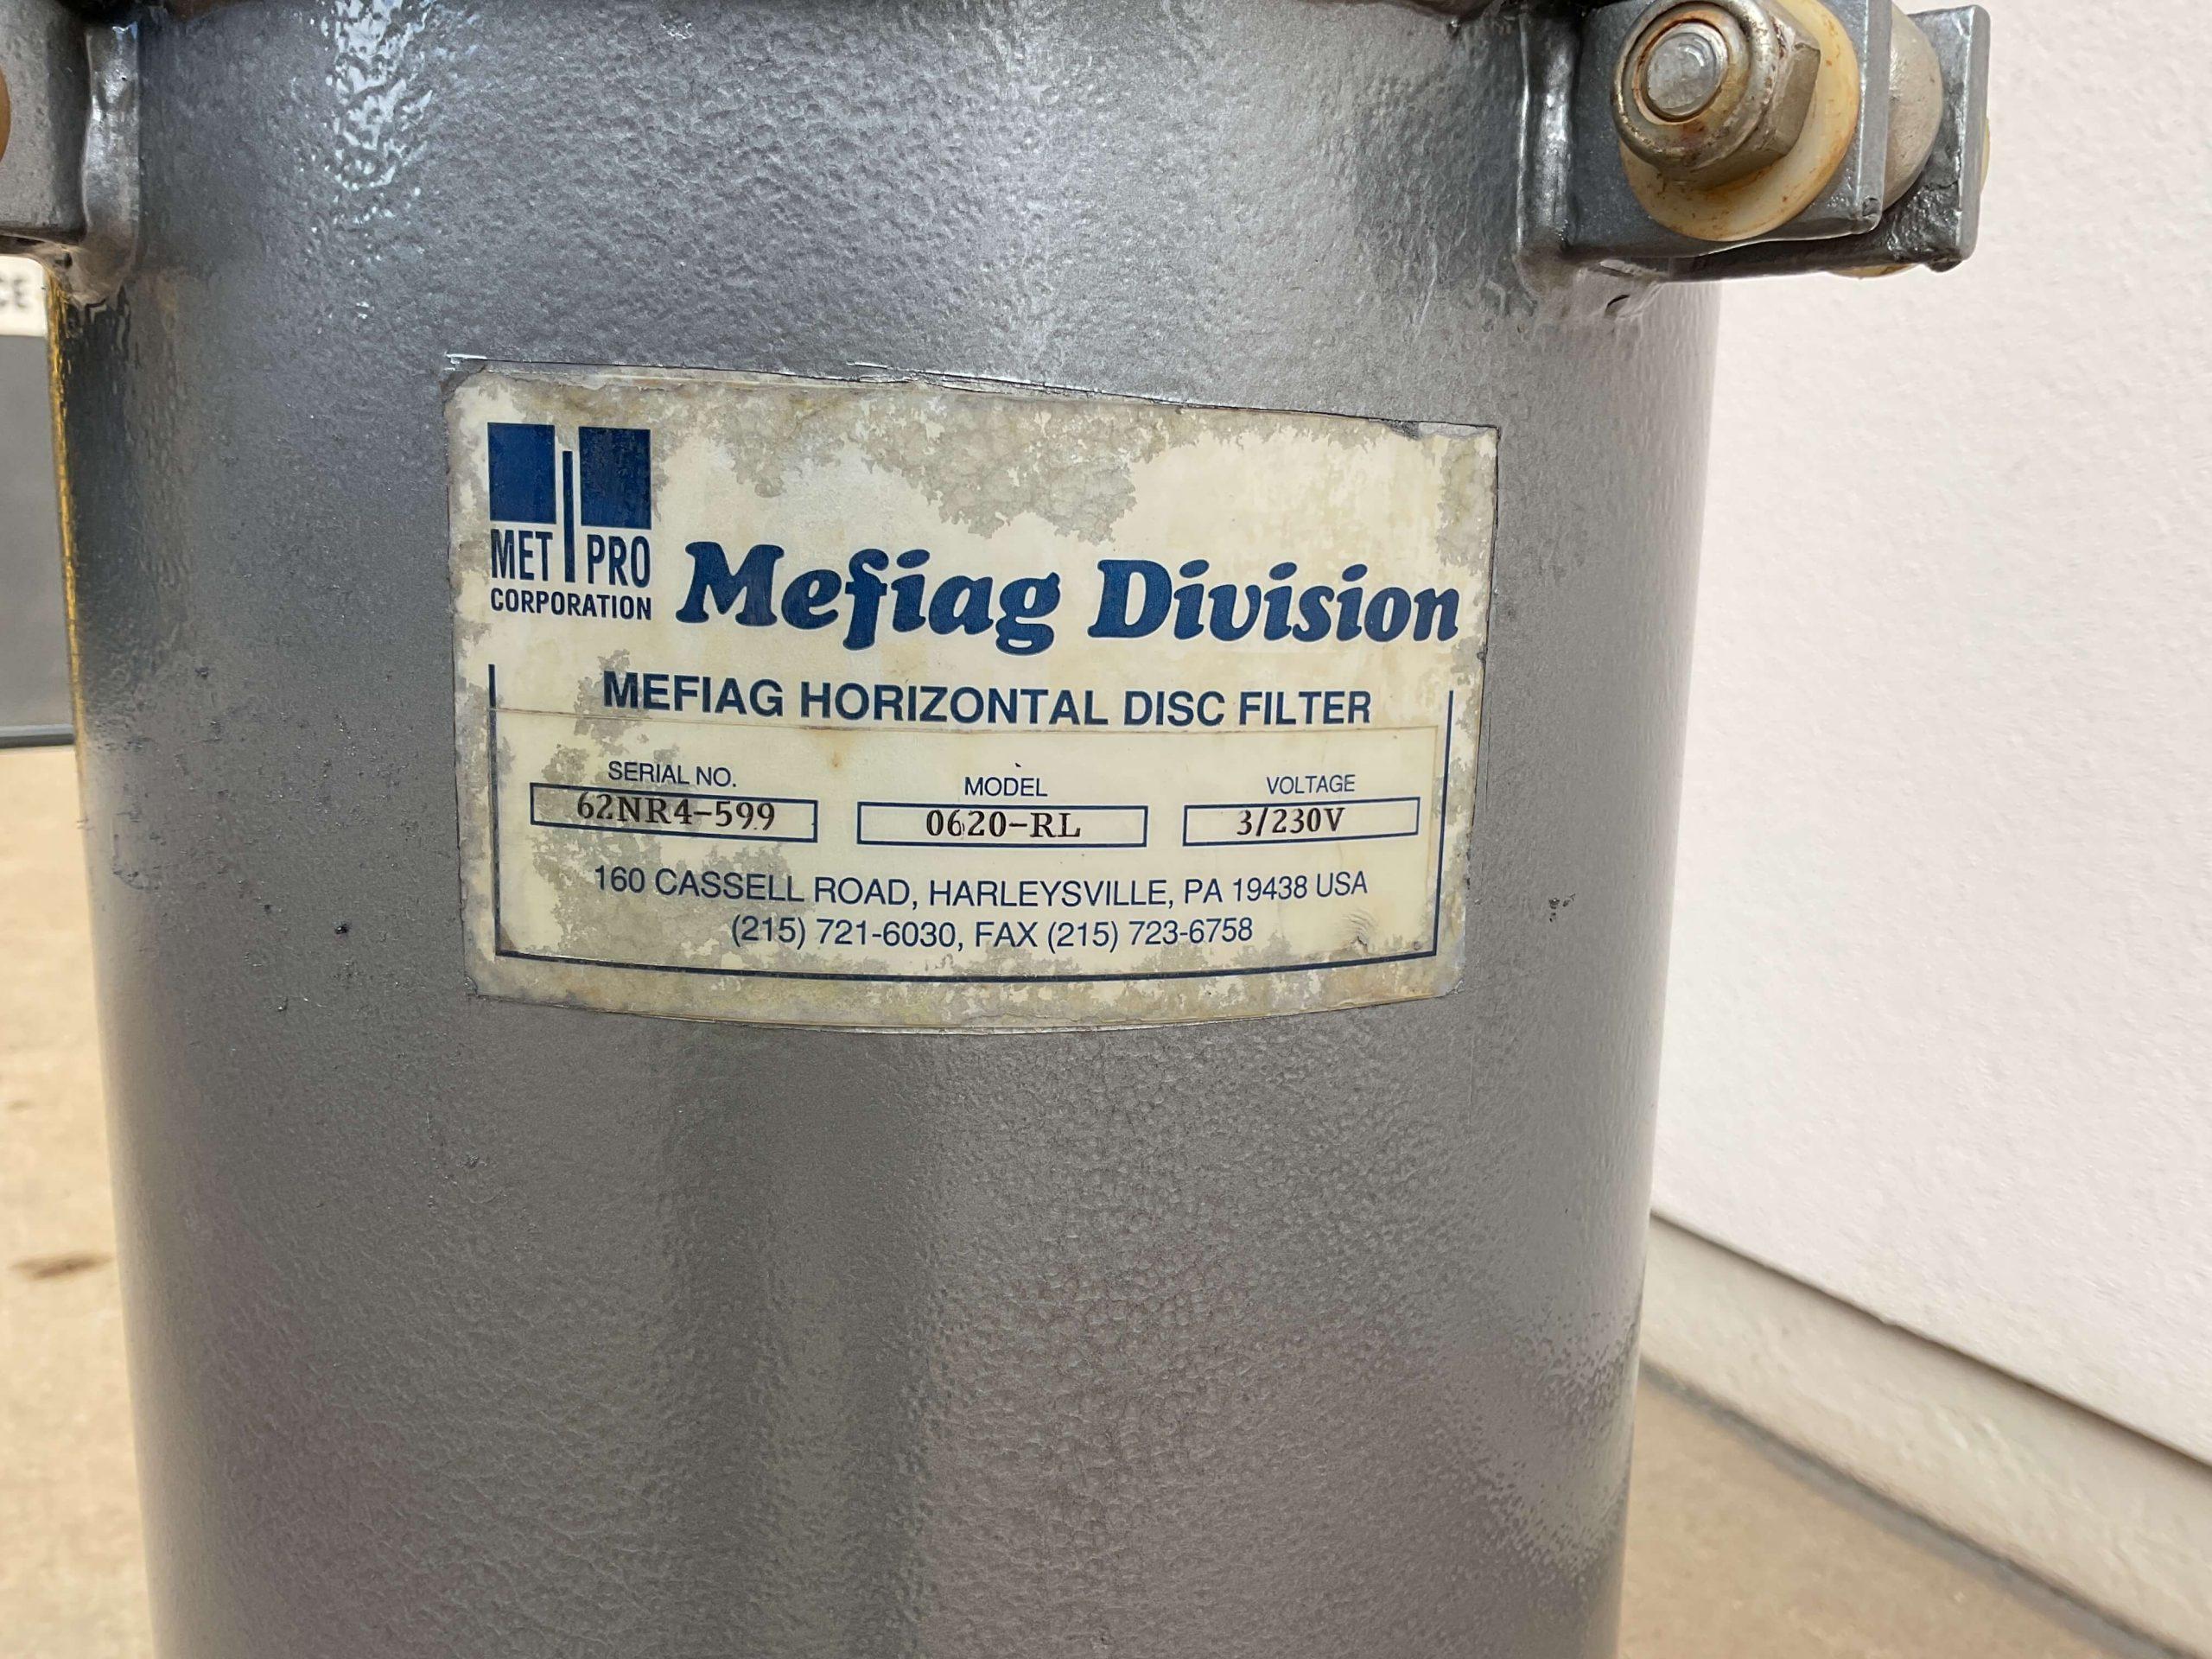 CE
MET PRO
CORPORATION
Mefiag Division
MEFIAG HORIZONTAL DISC FILTER
SERIAL NO. MODEL VOLTAGE
62NR4-599 0620-RL 3/230V
160 CASSELL ROAD, HARLEYSVILLE, PA 19438 USA
(215) 721-6030, FAX (215) 723-6758